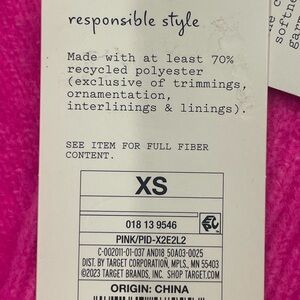 responsible style
Made with at least 70%
recycled polyester
(exclusive of trimmings,
ornamentation,
interlinings & linings).
SEE ITEM FOR FULL FIBER
CONTENT.
XS
018 13 9546
PINK/PID-X2E2L2
C-002011-01-037 AND18_50A03-0025
DIST. BY TARGET CORPORATION, MPLS, MN 55403
©2023 TARGET BRANDS, INC. SHOP TARGET.COM
ORIGIN: CHINA
softne